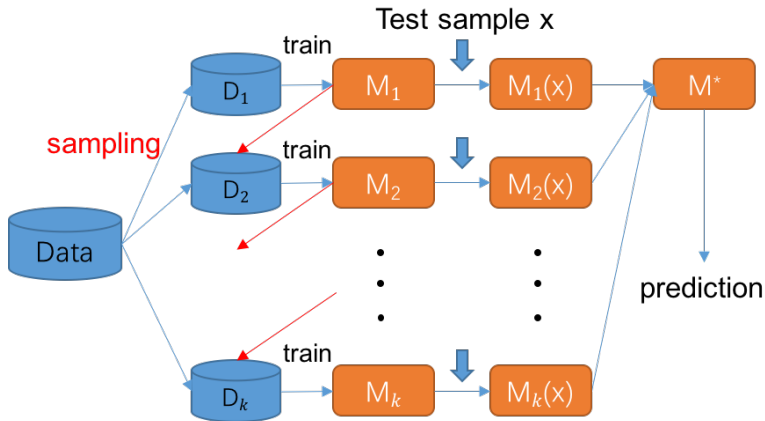 Test sample x
train
D₁
M₁
M₁(x)
M*
sampling
train
D₂
M₂
M₂(x)
Data
prediction
train
Dₖ
Mₖ
Mₖ(x)